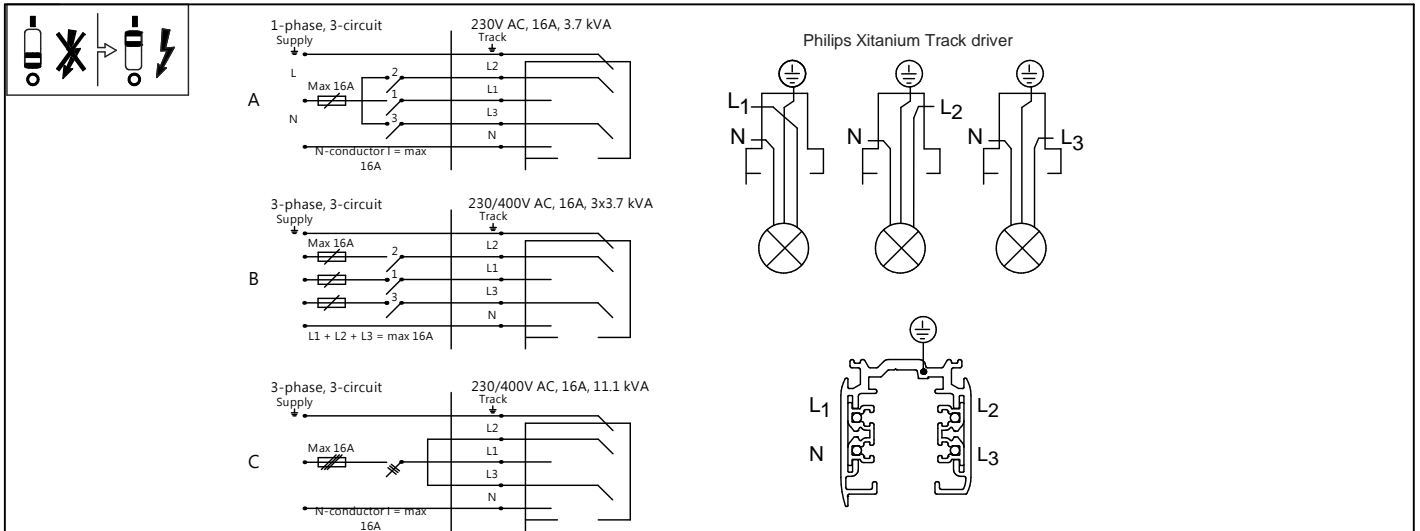 1-phase, 3-circuit
230V AC, 16A, 3.7 kVA
Supply
Track
A
L
Max 16A
N
2
1
3
L2
L1
L3
N
N-conductor I = max
16A
3-phase, 3-circuit
230/400V AC, 16A, 3x3.7 kVA
Supply
Track
B
Max 16A
2
1
3
L2
L1
L3
N
L1 + L2 + L3 = max 16A
3-phase, 3-circuit
230/400V AC, 16A, 11.1 kVA
Supply
Track
C
Max 16A
L2
L1
L3
N
N-conductor I = max
16A
Philips Xitanium Track driver
L1
N
N
L2
N
L3
L1
L2
N
L3